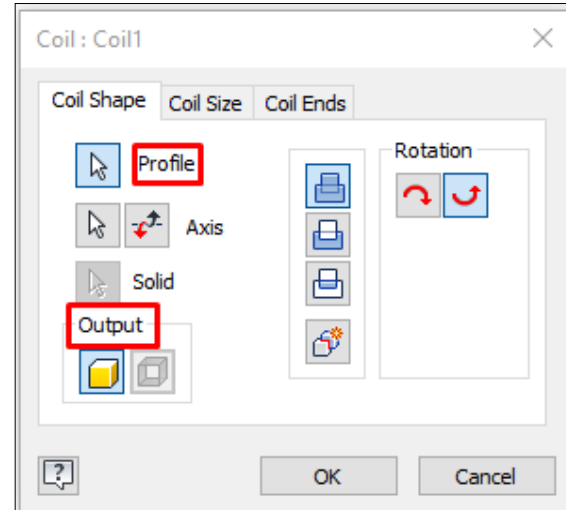 Coil : Coil1
Coil Shape Coil Size Coil Ends
Profile
Rotation
Axis
Solid
Output
OK Cancel